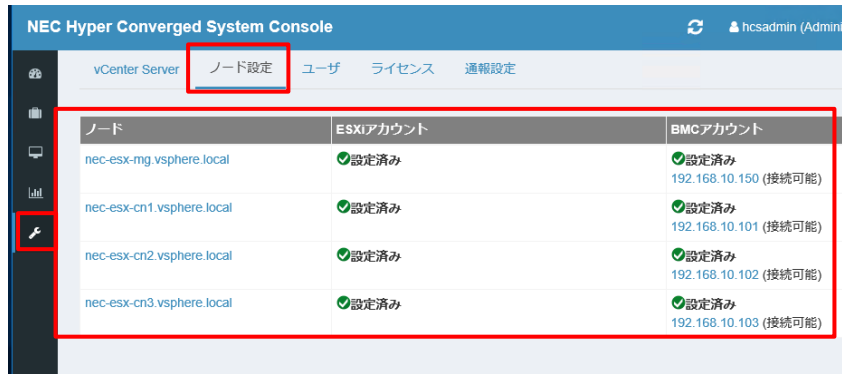 NEC Hyper Converged System Console
hcsadmin (Admini
vCenter Server ノード設定 ユーザ ライセンス 通報設定
ノード ESXiアカウント BMCアカウント
nec-esx-mg.vsphere.local 設定済み 設定済み
192.168.10.150 (接続可能)
nec-esx-cn1.vsphere.local 設定済み 設定済み
192.168.10.101 (接続可能)
nec-esx-cn2.vsphere.local 設定済み 設定済み
192.168.10.102 (接続可能)
nec-esx-cn3.vsphere.local 設定済み 設定済み
192.168.10.103 (接続可能)